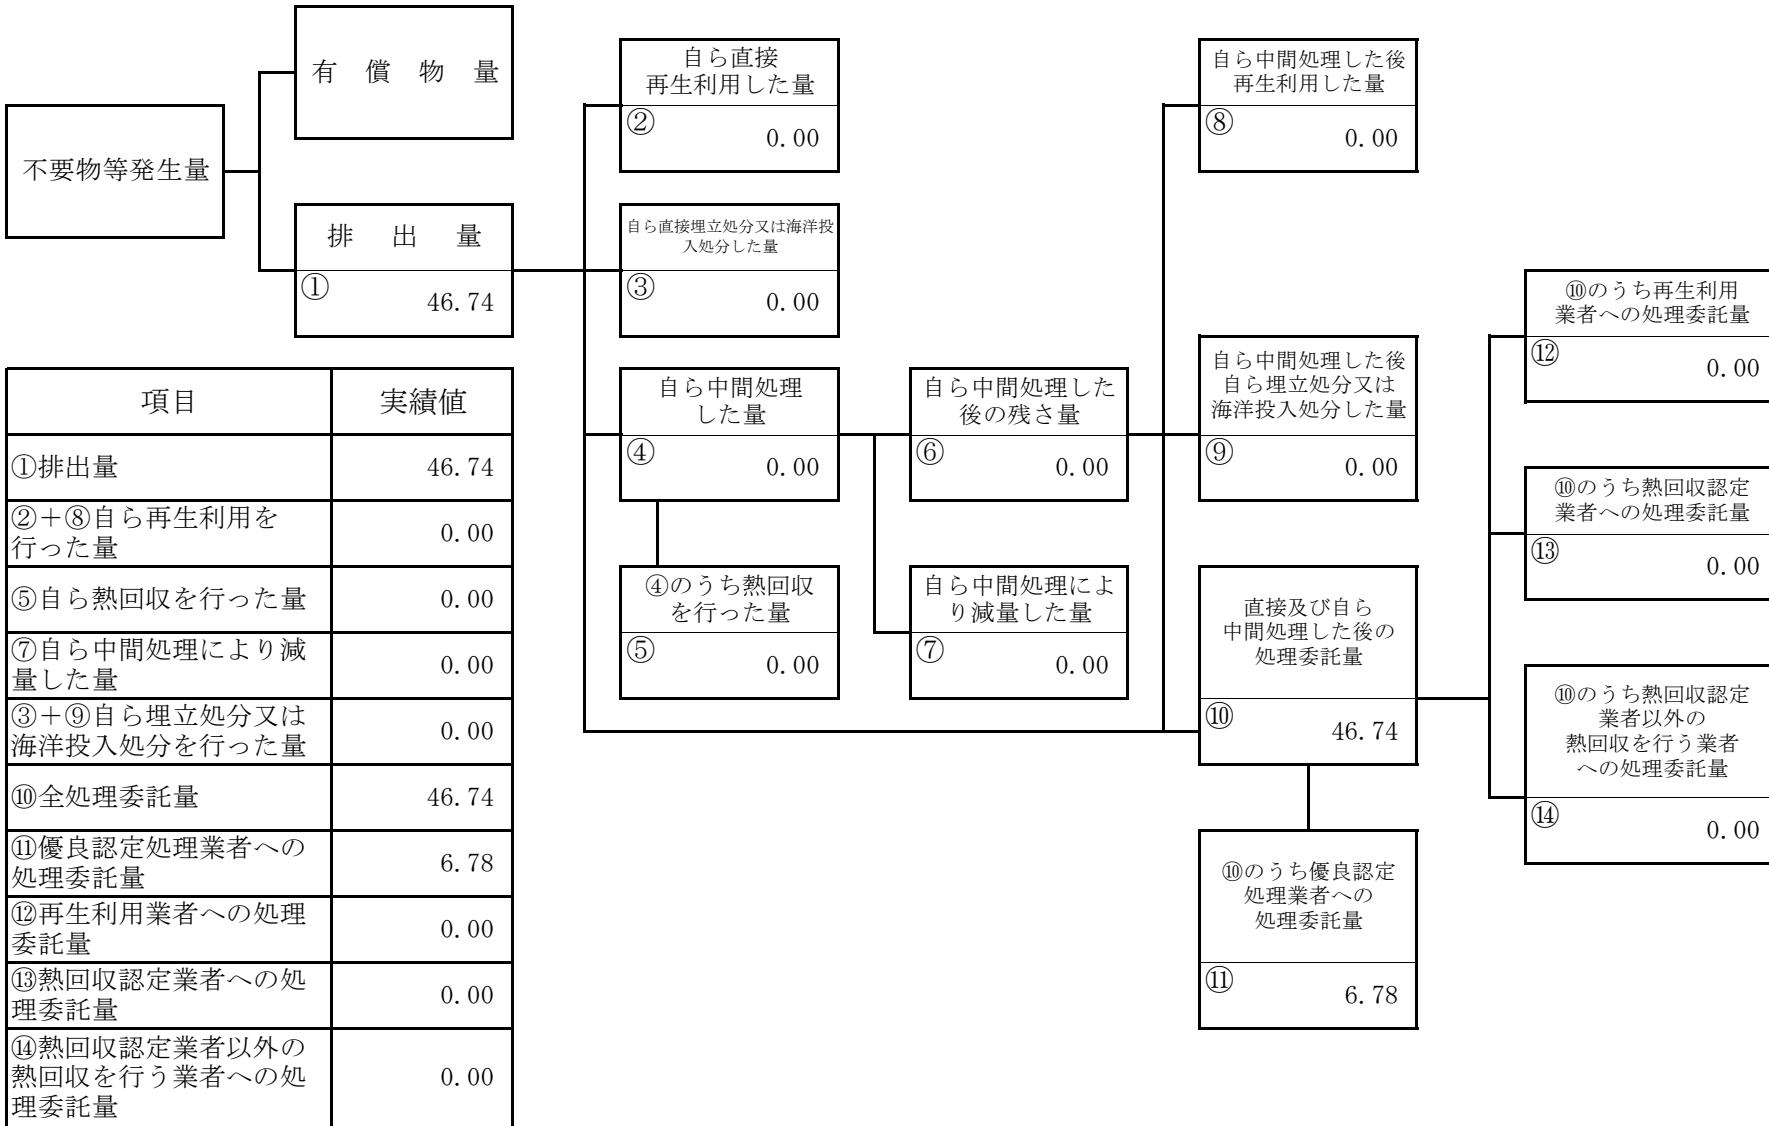 有 償 物 量
不要物等発生量
排 出 量
①
46.74
自ら直接
再生利用した量
②
0.00
自ら直接埋立処分又は海洋投
入処分した量
③
0.00
自ら中間処理
した量
④
0.00
④のうち熱回収
を行った量
⑤
0.00
自ら中間処理した
後の残さ量
⑥
0.00
自ら中間処理によ
り減量した量
⑦
0.00
自ら中間処理した後
再生利用した量
⑧
0.00
自ら中間処理した後
自ら埋立処分又は
海洋投入処分した量
⑨
0.00
直接及び自ら
中間処理した後の
処理委託量
⑩
46.74
⑩のうち優良認定
処理業者への
処理委託量
⑪
6.78
⑩のうち再生利用
業者への処理委託量
⑫
0.00
⑩のうち熱回収認定
業者への処理委託量
⑬
0.00
⑩のうち熱回収認定
業者以外の
熱回収を行う業者
への処理委託量
⑭
0.00
項目 実績値
①排出量 46.74
②+⑧自ら再生利用を
行った量 0.00
⑤自ら熱回収を行った量 0.00
⑦自ら中間処理により減
量した量 0.00
③+⑨自ら埋立処分又は
海洋投入処分を行った量 0.00
⑩全処理委託量 46.74
⑪優良認定処理業者への
処理委託量 6.78
⑫再生利用業者への処理
委託量 0.00
⑬熱回収認定業者への処
理委託量 0.00
⑭熱回収認定業者以外の
熱回収を行う業者への処
理委託量 0.00